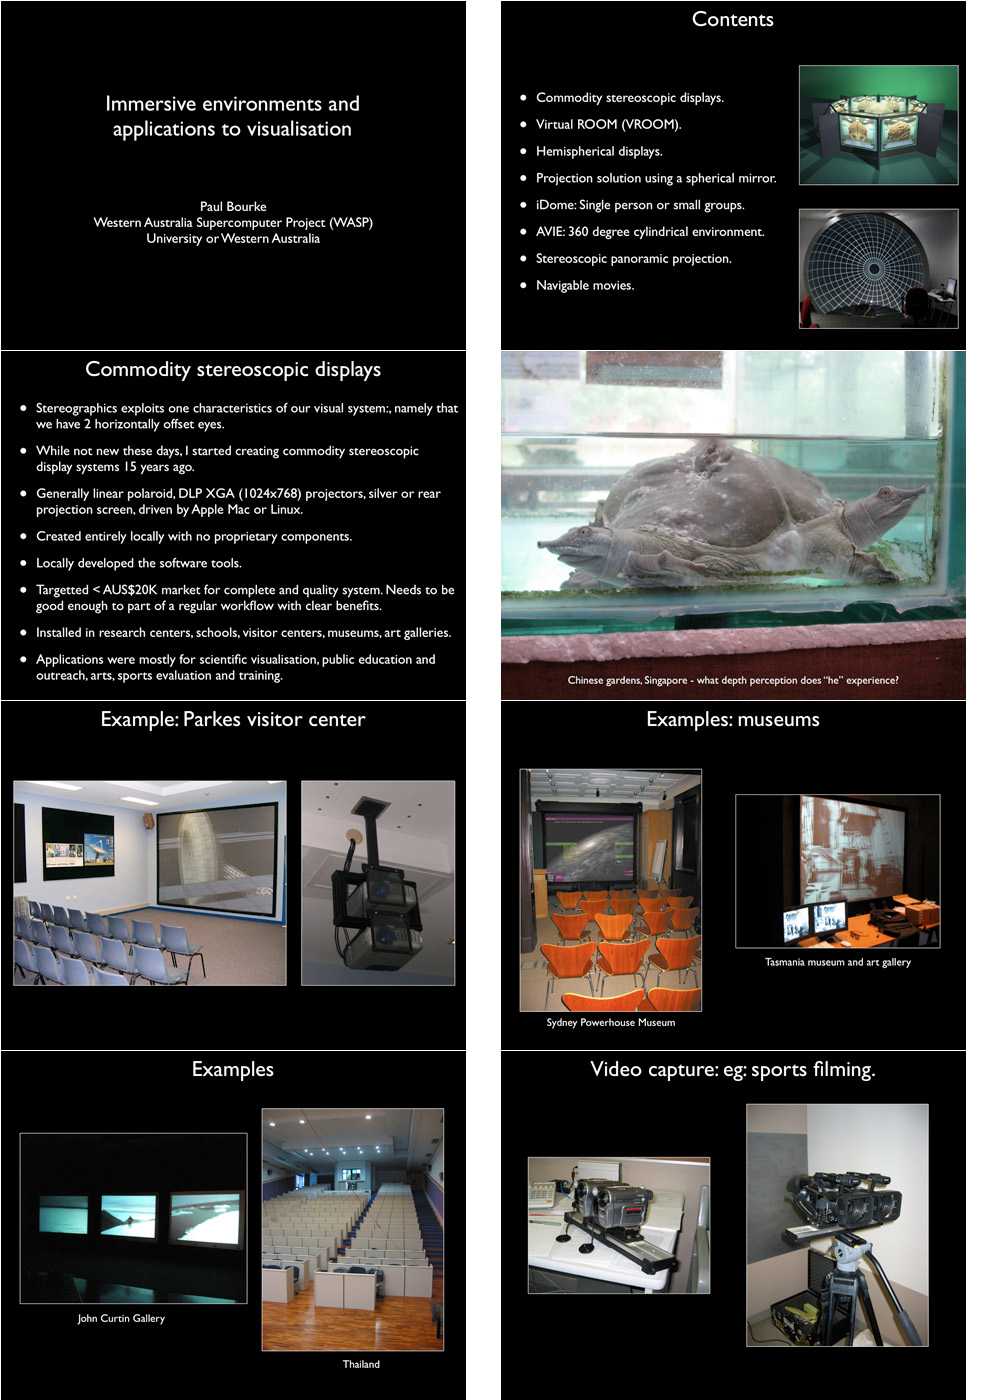 Immersive environments and
applications to visualisation
Paul Bourke
Western Australia Supercomputer Project (WASP)
University or Western Australia
Contents
• Commodity stereoscopic displays.
• Virtual ROOM (VROOM).
• Hemispherical displays.
• Projection solution using a spherical mirror.
• iDome: Single person or small groups.
• AVIE: 360 degree cylindrical environment.
• Stereoscopic panoramic projection.
• Navigable movies.
Commodity stereoscopic displays
• Stereographics exploits one characteristics of our visual system:, namely that
we have 2 horizontally offset eyes.
• While not new these days, I started creating commodity stereoscopic
display systems 15 years ago.
• Generally linear polaroid, DLP XGA (1024x768) projectors, silver or rear
projection screen, driven by Apple Mac or Linux.
• Created entirely locally with no proprietary components.
• Locally developed the software tools.
• Targetted < AUS$20K market for complete and quality system. Needs to be
good enough to part of a regular workflow with clear benefits.
• Installed in research centers, schools, visitor centers, museums, art galleries.
• Applications were mostly for scientific visualisation, public education and
outreach, arts, sports evaluation and training.
Chinese gardens, Singapore - what depth perception does “he” experience?
Example: Parkes visitor center
Examples: museums
Sydney Powerhouse Museum
Tasmania museum and art gallery
Examples
John Curtin Gallery
Thailand
Video capture: eg: sports filming.